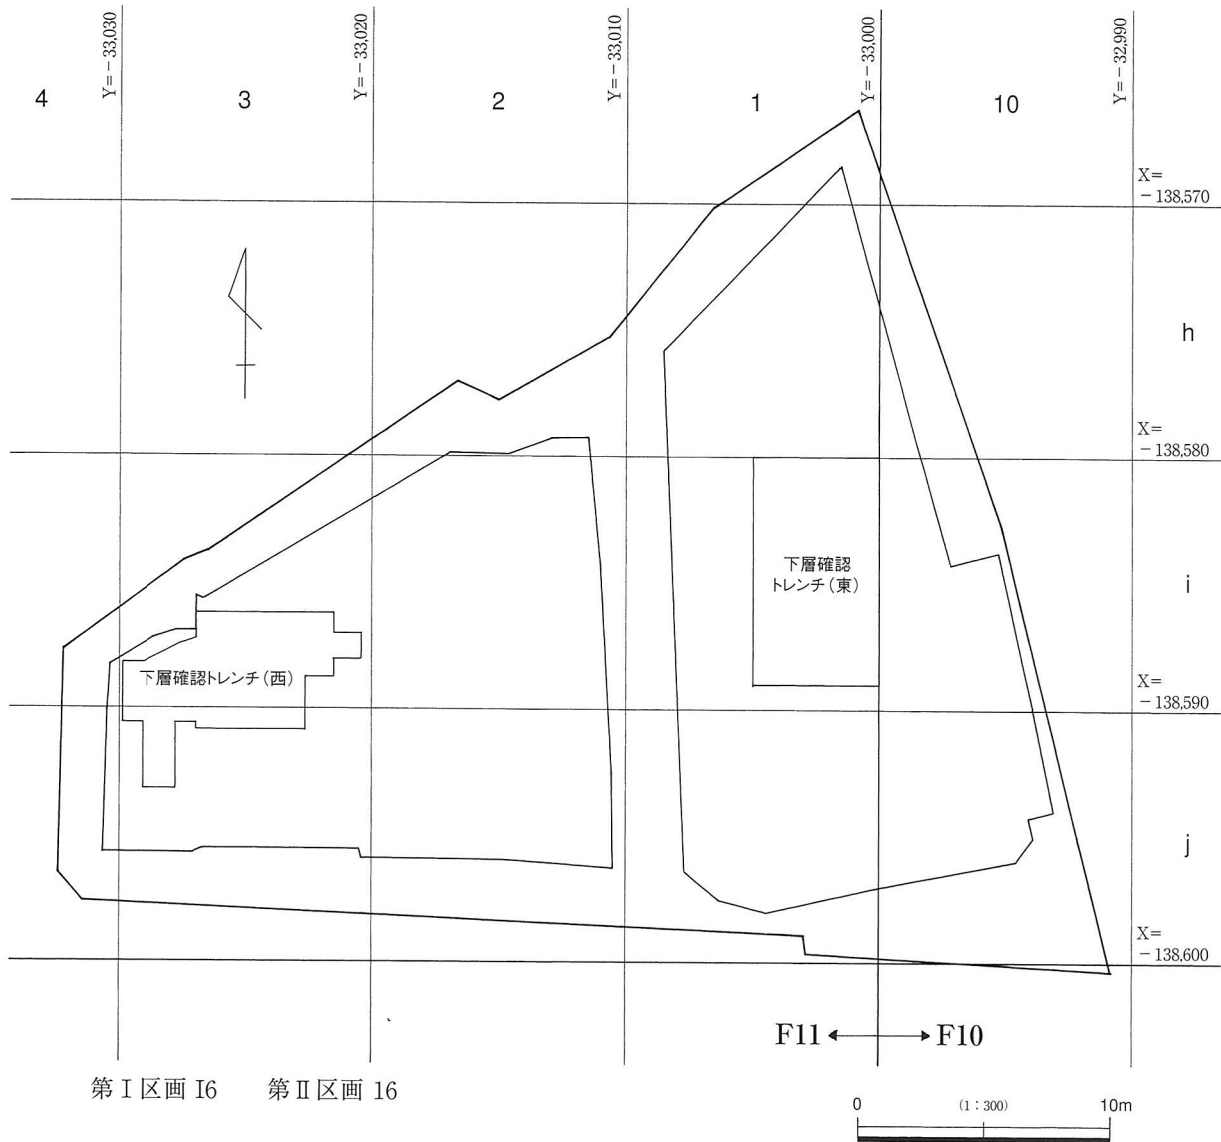 Y=－33,030
Y=－33,020
Y=－33,010
Y=－33,000
Y=－32,990
4
3
2
1
10
X=
－138,570
h
X=
－138,580
下層確認
トレンチ(東)
i
下層確認トレンチ(西)
X=
－138,590
j
X=
－138,600
F11
F10
第Ⅰ区画 I6
第Ⅱ区画 16
0
(1：300)
10m